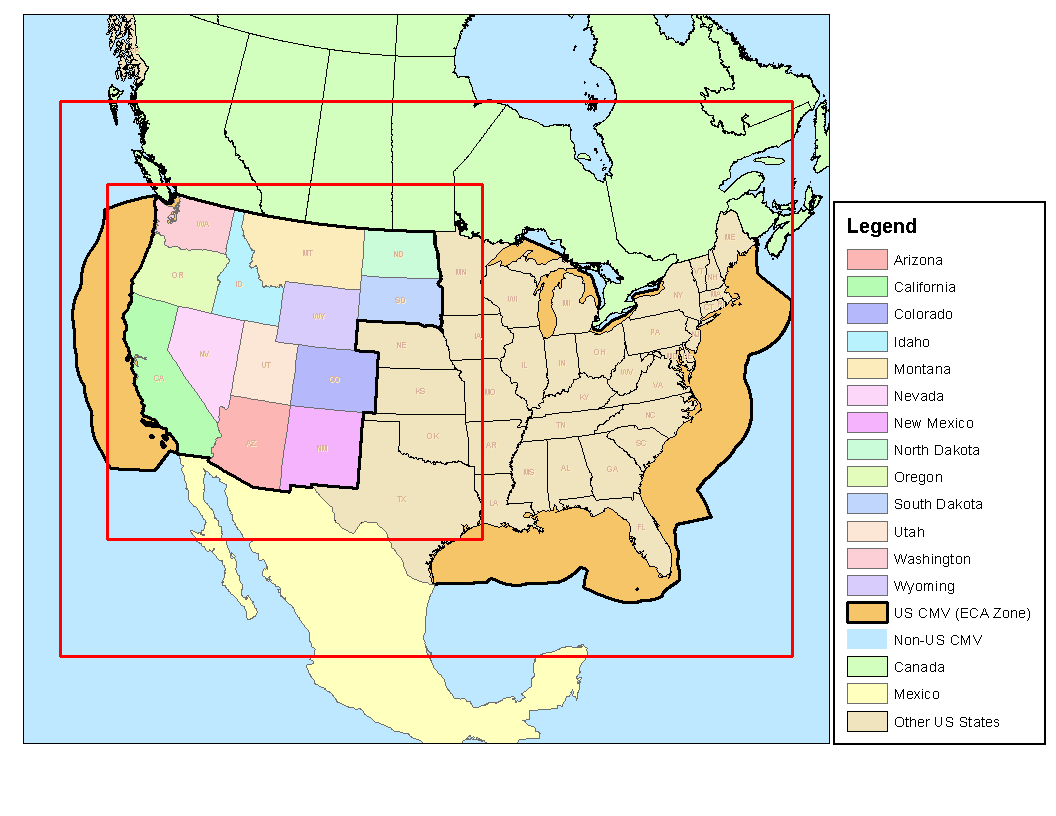 WA
MT
ND
MN
ME
VT
NH
OR
ID
SD
WI
MI
NY
WY
IA
PA
NE
NV
UT
CO
IL
IN
OH
WV
VA
CA
KS
MO
KY
NC
TN
AZ
NM
OK
AR
SC
MS
AL
GA
TX
LA
FL
Legend
Arizona
California
Colorado
Idaho
Montana
Nevada
New Mexico
North Dakota
Oregon
South Dakota
Utah
Washington
Wyoming
US CMV (ECA Zone)
Non-US CMV
Canada
Mexico
Other US States